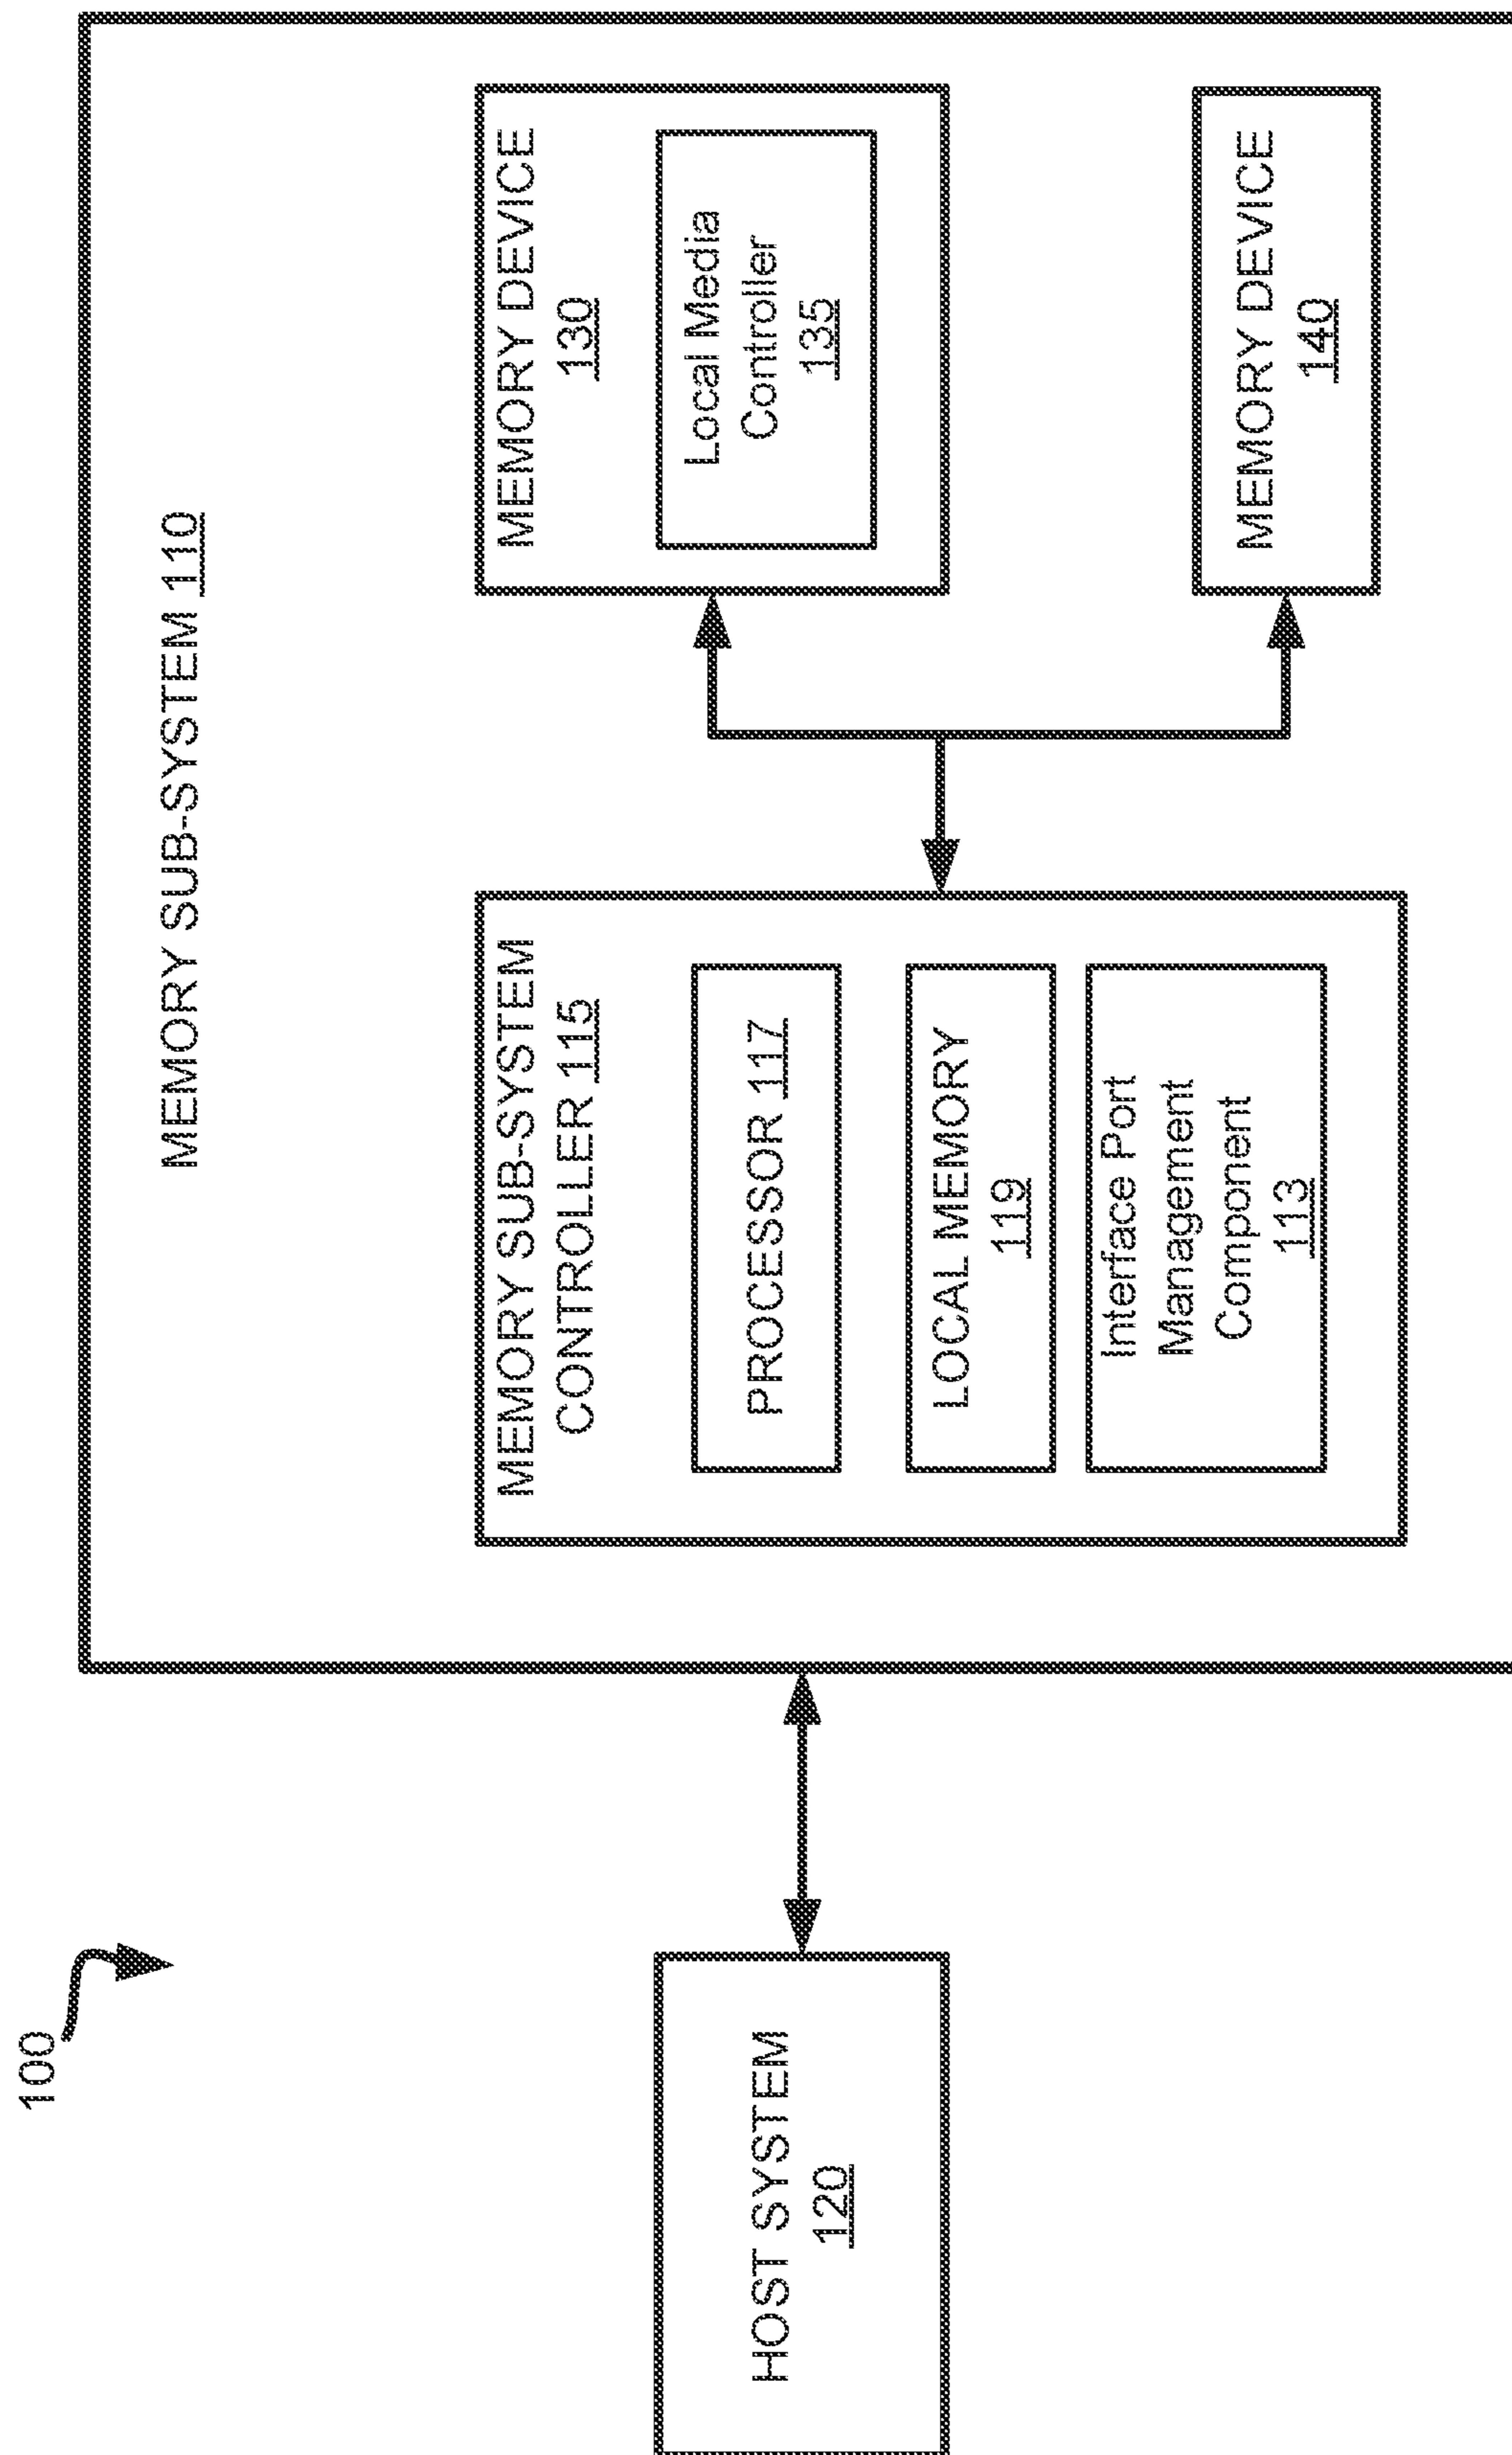 100
MEMORY SUB-SYSTEM 110
HOST SYSTEM
120
MEMORY SUB-SYSTEM
CONTROLLER 115
PROCESSOR 117
LOCAL MEMORY
119
Interface Port
Management
Component
113
MEMORY DEVICE
130
Local Media
Controller
135
MEMORY DEVICE
140